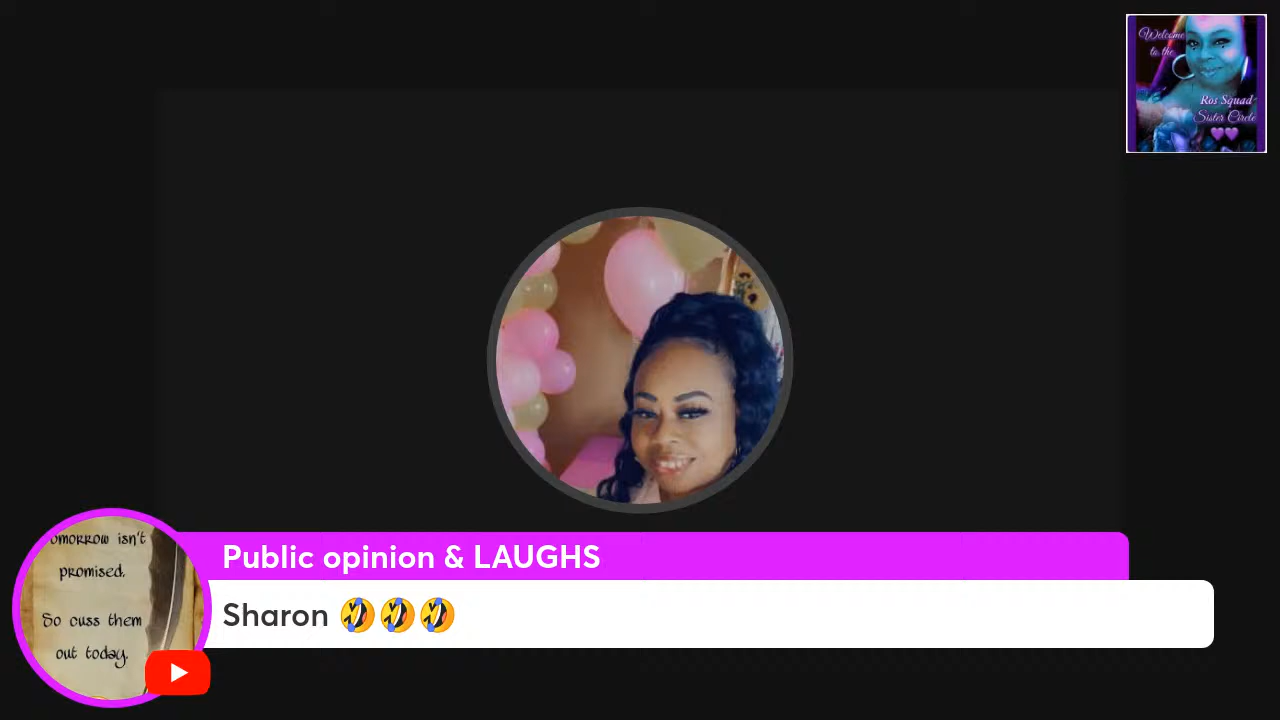 Welcome
to the
Ros Squad
Sister Circle
omorrow isn't
promised.
So cuss them
out today.
Public opinion & LAUGHS
Sharon 🤣🤣🤣